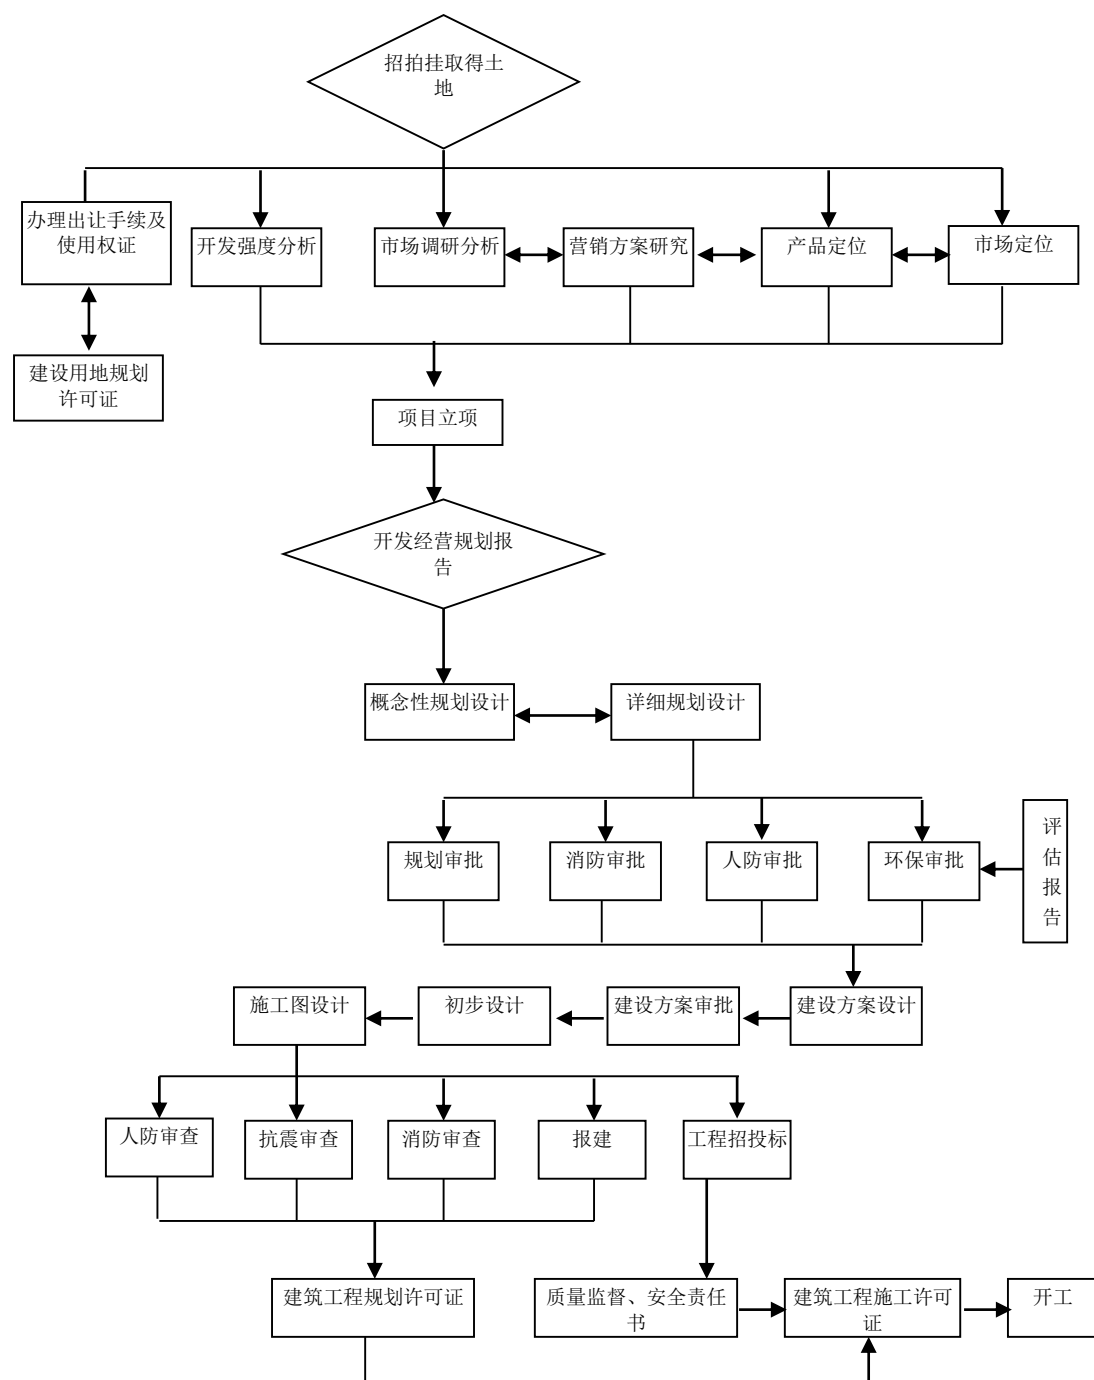 招拍挂取得土
地
办理出让手续及
使用权证
开发强度分析
市场调研分析
营销方案研究
产品定位
市场定位
建设用地规划
许可证
项目立项
开发经营规划报
告
概念性规划设计
详细规划设计
规划审批
消防审批
人防审批
环保审批
评
估
报
告
施工图设计
初步设计
建设方案审批
建设方案设计
人防审查
抗震审查
消防审查
报建
工程招投标
建筑工程规划许可证
质量监督、安全责任
书
建筑工程施工许可
证
开工